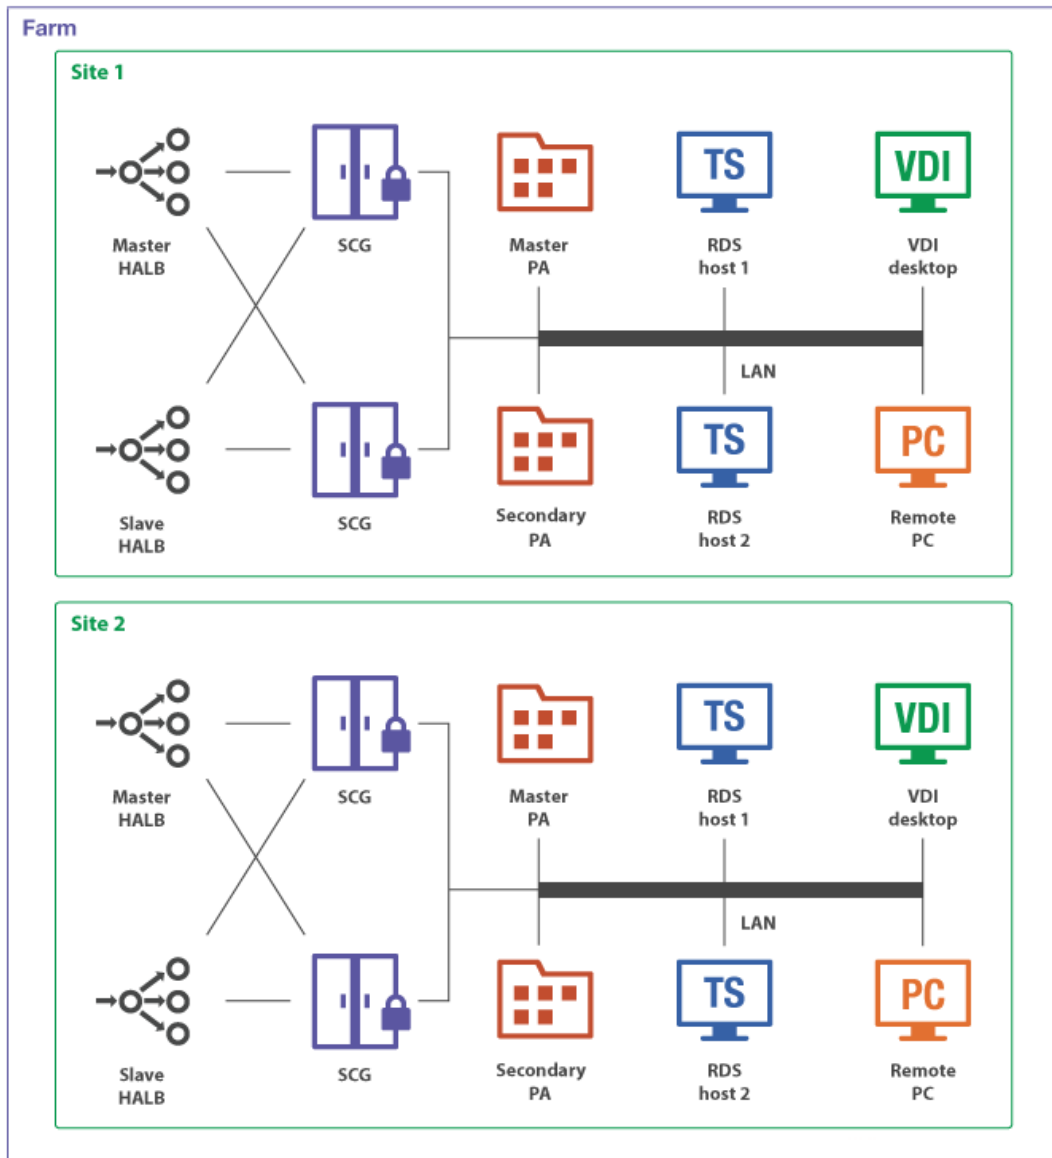 Farm
Site 1
TS
VDI
Master
HALB
SCG
Master
PA
RDS
host 1
VDI
desktop
LAN
TS
PC
Slave
HALB
SCG
Secondary
PA
RDS
host 2
Remote
PC
Site 2
TS
VDI
Master
HALB
SCG
Master
PA
RDS
host 1
VDI
desktop
LAN
TS
PC
Slave
HALB
SCG
Secondary
PA
RDS
host 2
Remote
PC